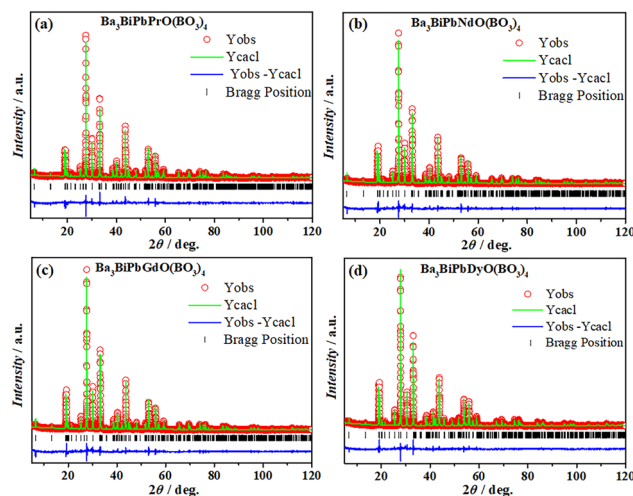 (a)
Ba₃BiPbPrO(BO₃)₄
Yobs
Ycacl
Yobs -Ycacl
Bragg Position
Intensity / a.u.
20 40 60 80 100 120
2θ / deg.
(b)
Ba₃BiPbNdO(BO₃)₄
Yobs
Ycacl
Yobs -Ycacl
Bragg Position
Intensity / a.u.
20 40 60 80 100 120
2θ / deg.
(c)
Ba₃BiPbGdO(BO₃)₄
Yobs
Ycacl
Yobs -Ycacl
Bragg Position
Intensity / a.u.
20 40 60 80 100 120
2θ / deg.
(d)
Ba₃BiPbDyO(BO₃)₄
Yobs
Ycacl
Yobs -Ycacl
Bragg Position
Intensity / a.u.
20 40 60 80 100 120
2θ / deg.